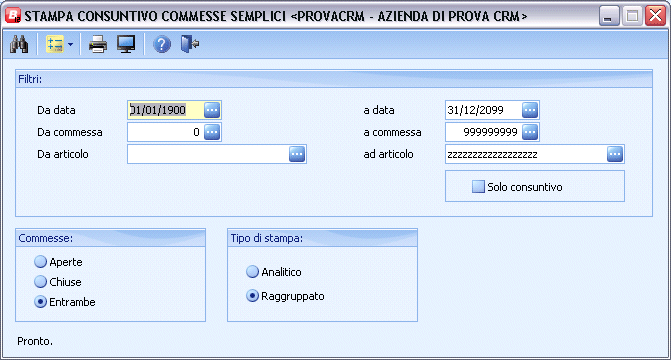 B STAMPA CONSUNTIVO COMMESSE SEMPLICI <PROVACRM - AZIENDA DI PROVA CRM>
?
Filtri:
Da data 01/01/1900 ... a data 31/12/2099 ...
Da commessa 0 ... a commessa 999999999 ...
Da articolo ... ad articolo zzzzzzzzzzzzzzzzzz ...
Solo consuntivo
Commesse: Tipo di stampa:
Aperte
Analitico
Chiuse
Raggruppato
Entrambe
Pronto.